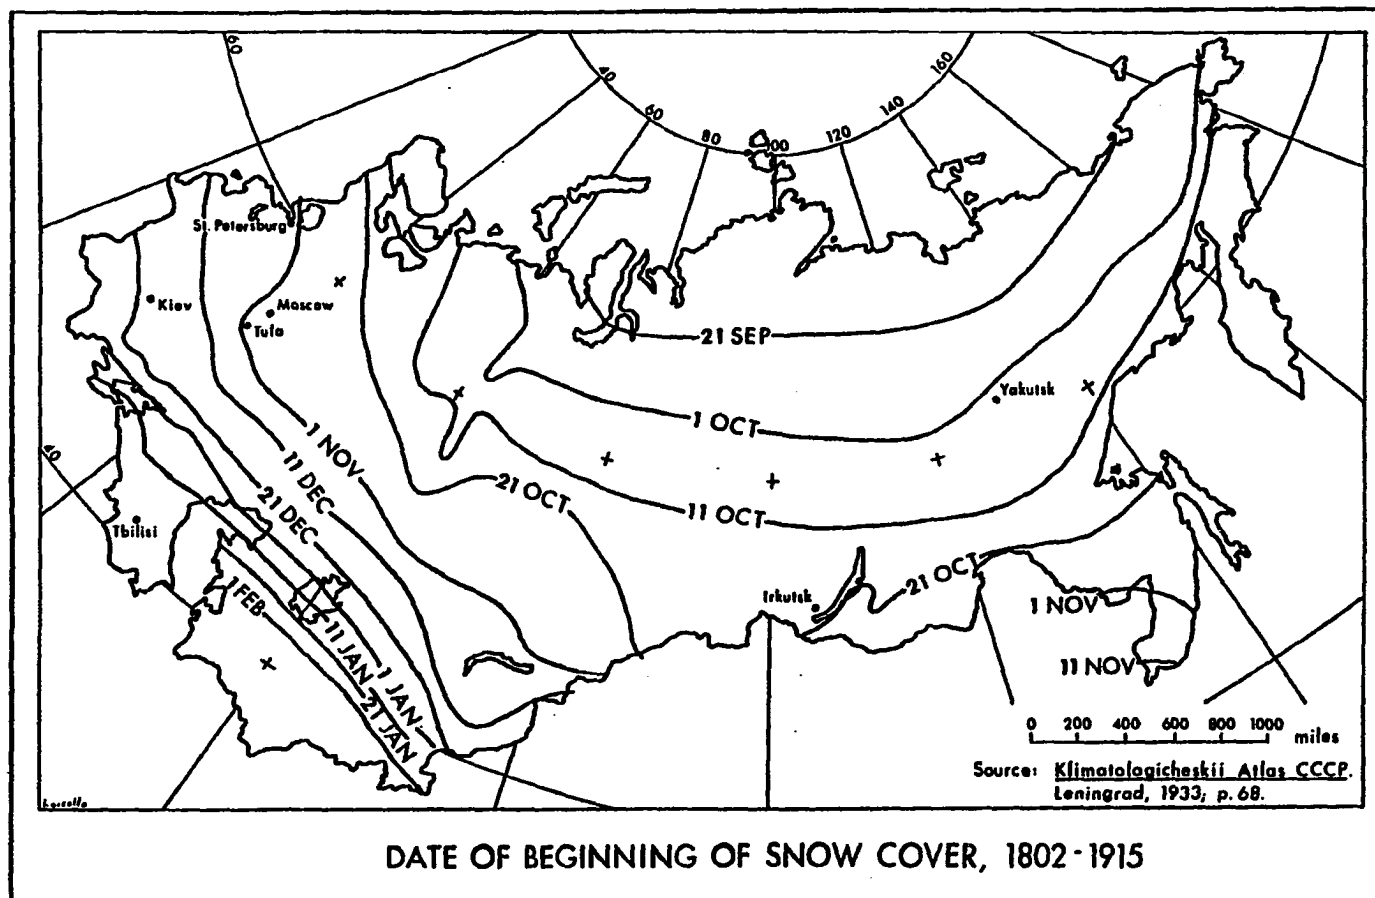 60
40
60
80
00
120
140
160
St. Petersburg
Kiev
Moscow
Tula
21 SEP
Yakutsk
1 OCT
1 NOV
11 DEC
21 DEC
21 OCT
11 OCT
40
Tbilisi
1 FEB
11 JAN
1 JAN
21 JAN
Irkutsk
21 OCT
1 NOV
11 NOV
0 200 400 600 800 1000 miles
Source: Klimatologicheskii Atlas CCCP.
Leningrad, 1933; p. 68.
DATE OF BEGINNING OF SNOW COVER, 1802-1915